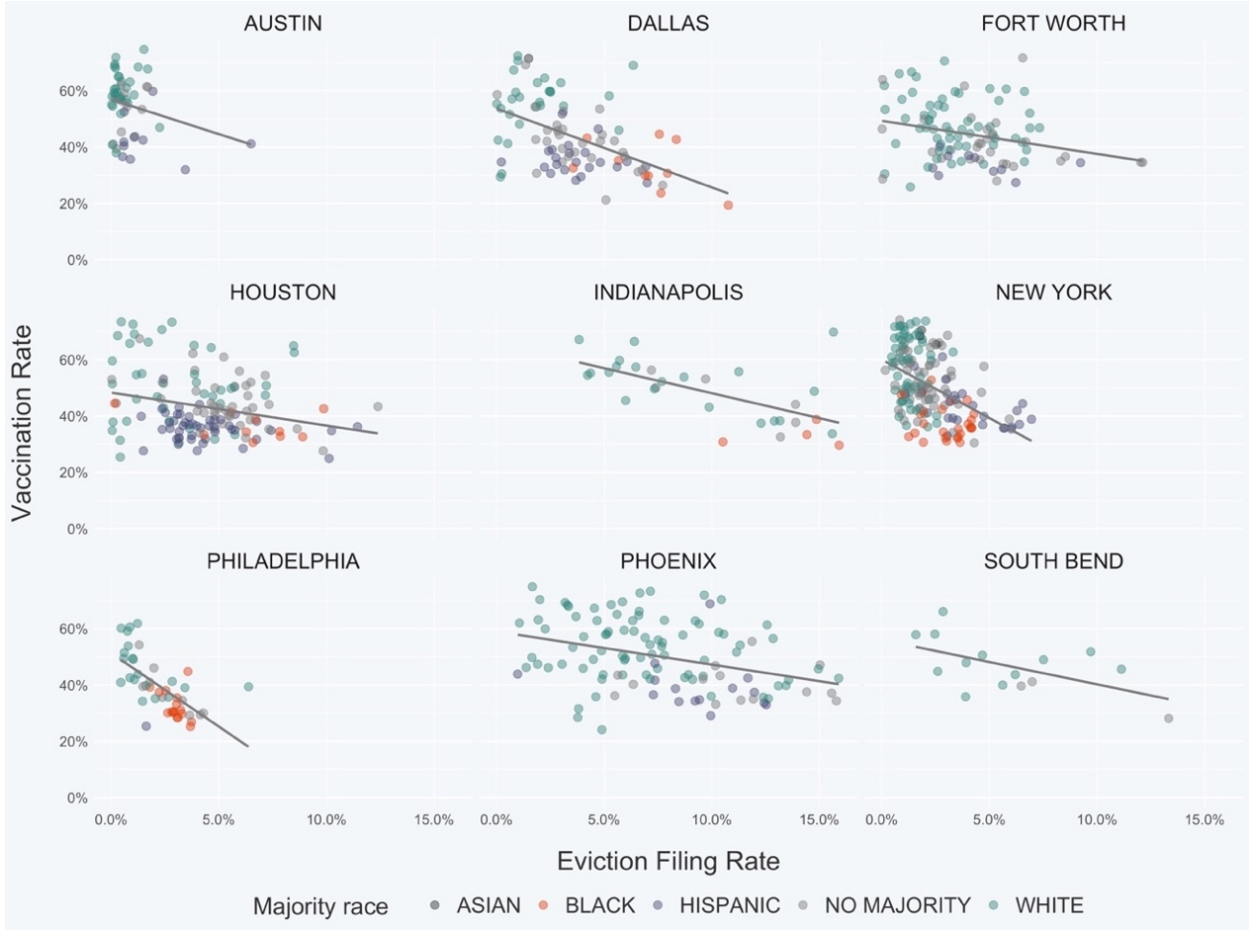 AUSTIN DALLAS FORT WORTH
60%
40%
20%
0%
HOUSTON INDIANAPOLIS NEW YORK
60%
40%
20%
0%
PHILADELPHIA PHOENIX SOUTH BEND
60%
40%
20%
0%
0.0% 5.0% 10.0% 15.0% 0.0% 5.0% 10.0% 15.0% 0.0% 5.0% 10.0% 15.0%
Vaccination Rate
Eviction Filing Rate
Majority race ASIAN BLACK HISPANIC NO MAJORITY WHITE